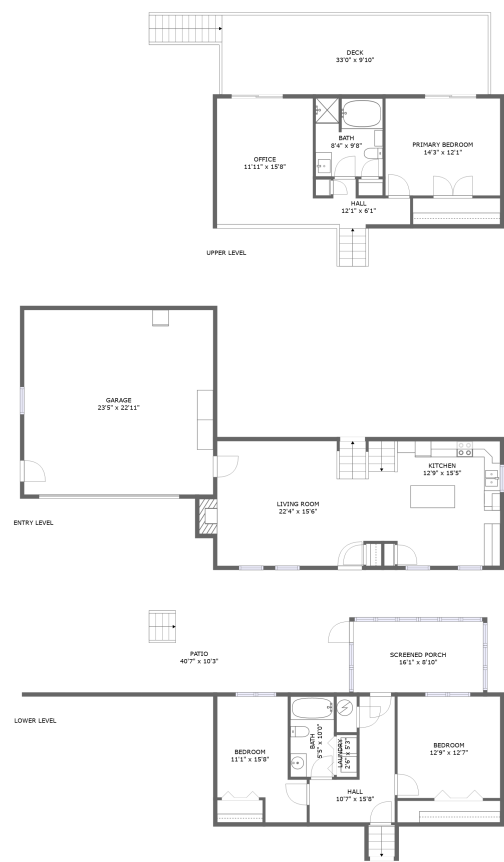 DECK
33'0" x 9'10"
BATH
8'4" x 9'8"
PRIMARY BEDROOM
14'3" x 12'1"
OFFICE
11'11" x 15'8"
HALL
12'1" x 6'1"
UPPER LEVEL
GARAGE
23'5" x 22'11"
KITCHEN
12'9" x 15'5"
LIVING ROOM
22'4" x 15'6"
ENTRY LEVEL
PATIO
40'7" x 10'3"
SCREENED PORCH
16'1" x 8'10"
LOWER LEVEL
BEDROOM
11'1" x 15'8"
BATH
5'5" x 10'0"
LAUNDRY
2'6" x 5'3"
BEDROOM
12'9" x 12'7"
HALL
10'7" x 15'8"